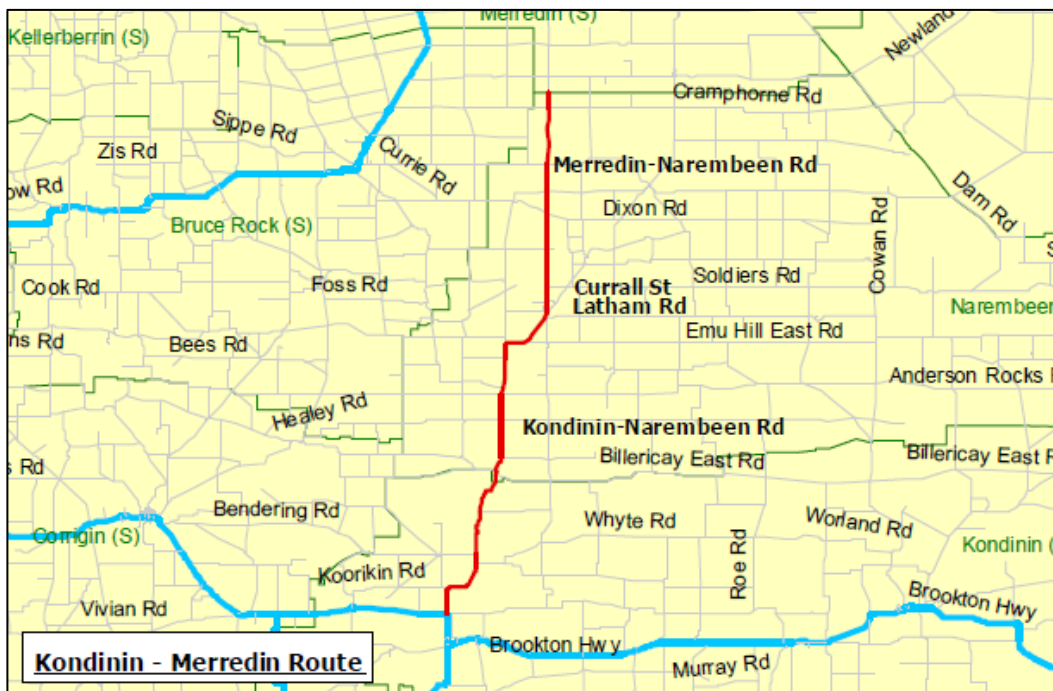 Merredin (S)
Kellerberrin (S)
Newland
Cramphorne Rd
Sippe Rd
Zis Rd
Currie Rd
Merredin-Narembeen Rd
ow Rd
Dam Rd
Dixon Rd
Bruce Rock (S)
Cowan Rd
S
Cook Rd
Foss Rd
Soldiers Rd
Currall St
Latham Rd
Narembeen
ns Rd
Bees Rd
Emu Hill East Rd
Anderson Rocks
Healey Rd
Kondinin-Narembeen Rd
s Rd
Billericay East Rd
Billericay East R
Bendering Rd
Whyte Rd
Worland Rd
Corrigin (S)
Roe Rd
Kondinin (
Koorikin Rd
Vivian Rd
Brookton Hwy
Brookton Hwy
Murray Rd
Kondinin - Merredin Route